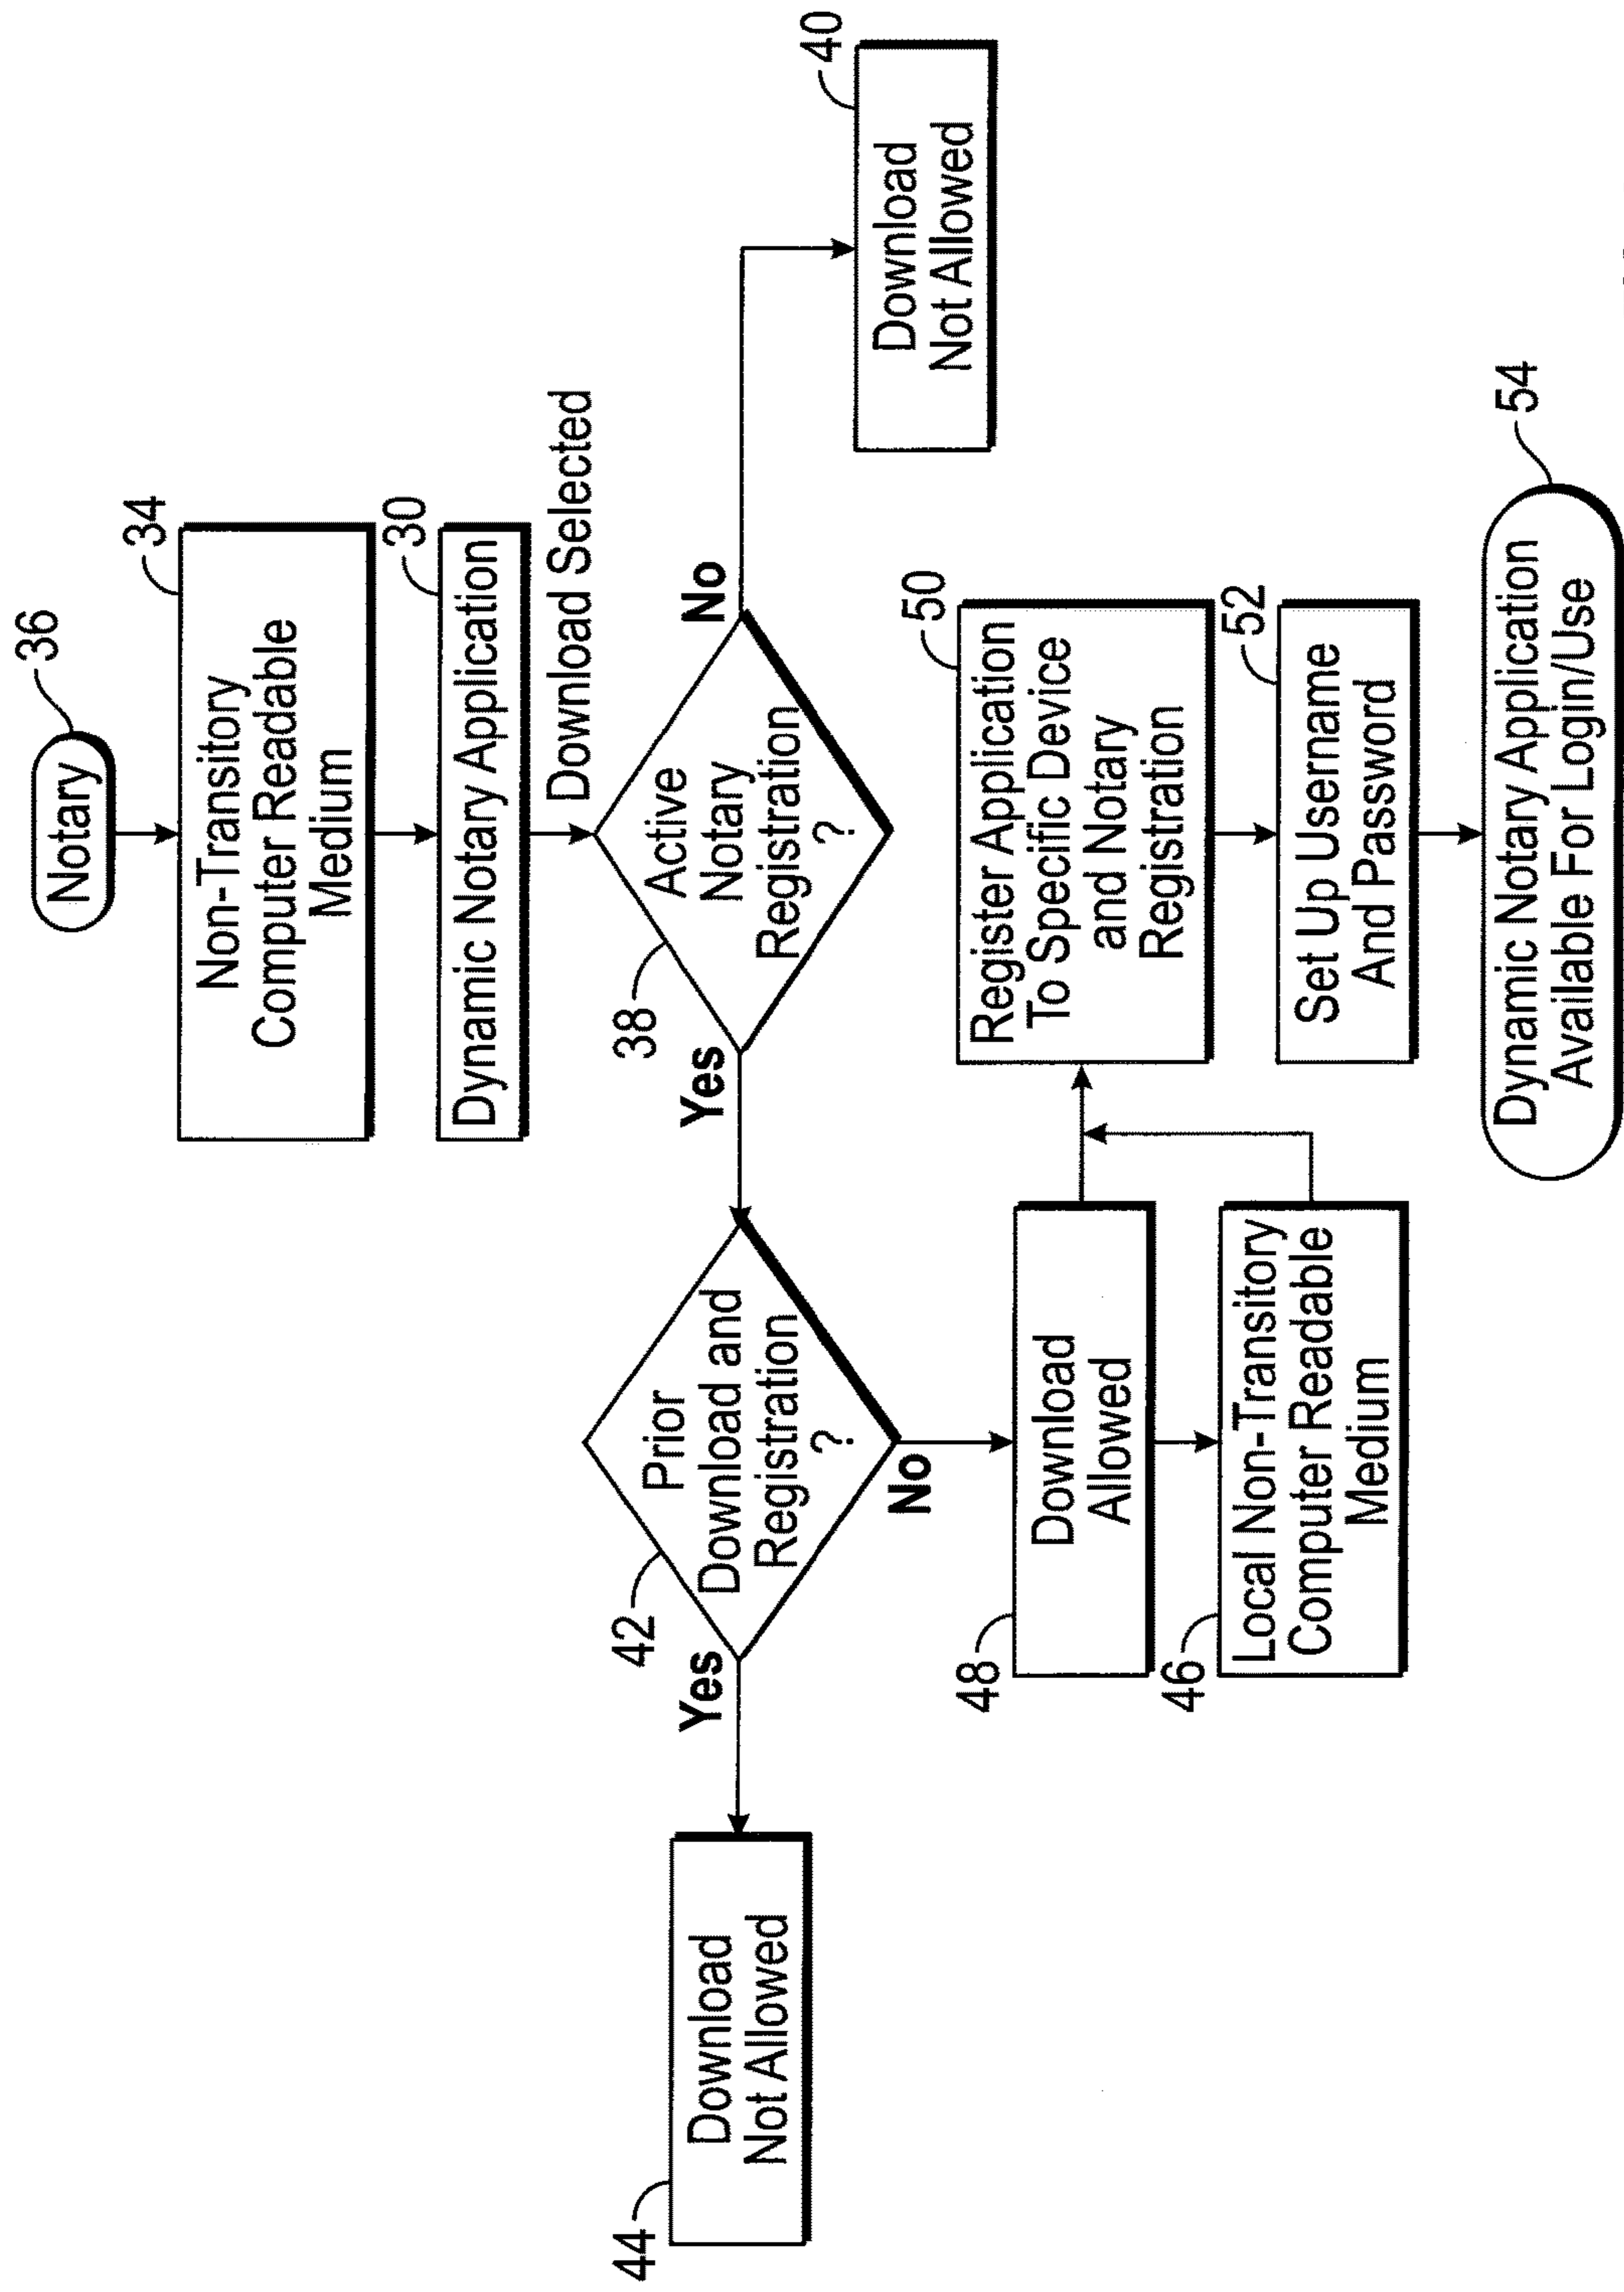 36
Notary
34
Non-Transitory
Computer Readable
Medium
30
Dynamic Notary Application
Download Selected
38
Active
Notary
Registration
?
Yes
No
40
Download
Not Allowed
42
Prior
Download and
Registration
?
Yes
No
44
Download
Not Allowed
48
Download
Allowed
46
Local Non-Transitory
Computer Readable
Medium
50
Register Application
To Specific Device
and Notary
Registration
52
Set Up Username
And Password
54
Dynamic Notary Application
Available For Login/Use